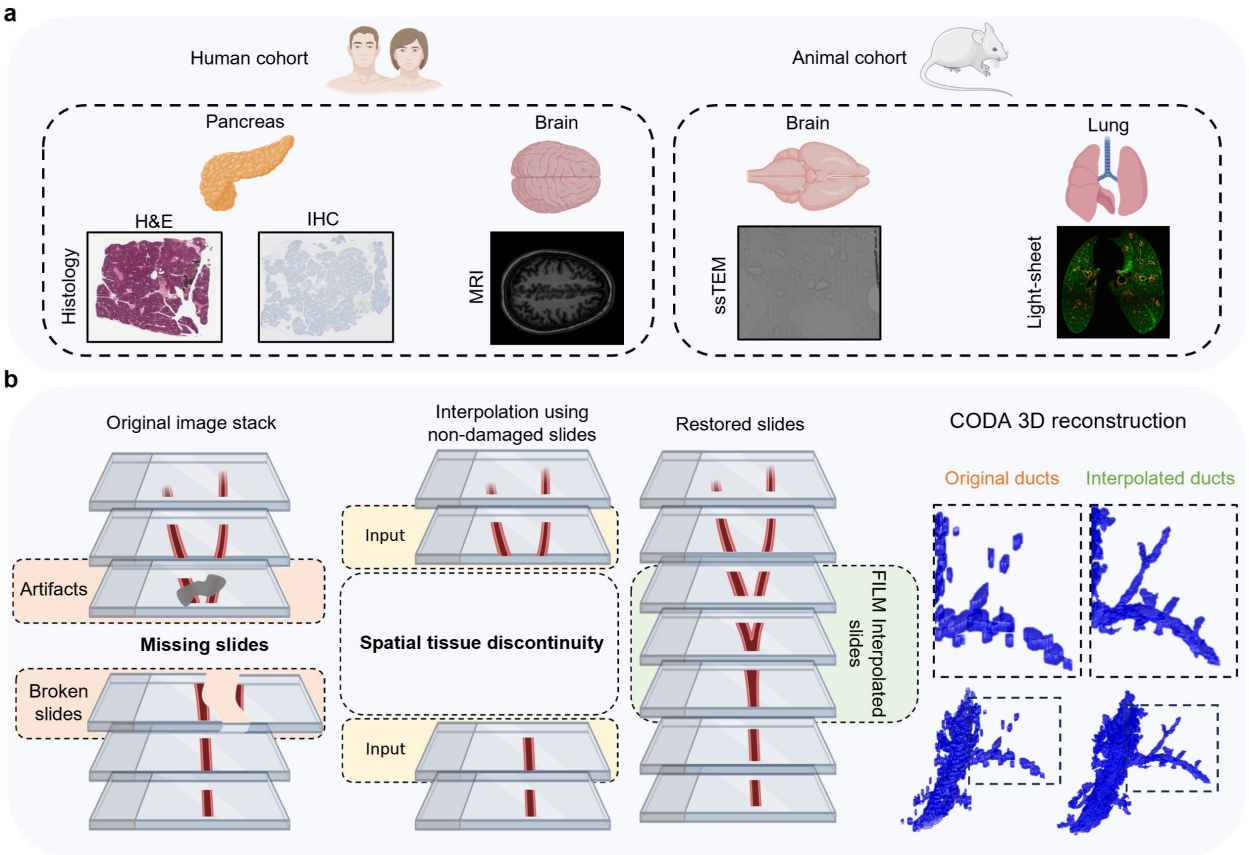 a
Human cohort
Animal cohort
Pancreas
Brain
Brain
Lung
H&E
IHC
Histology
MRI
ssTEM
Light-sheet
b
Original image stack
Interpolation using
non-damaged slides
Restored slides
CODA 3D reconstruction
Original ducts
Interpolated ducts
Input
Artifacts
Missing slides
Spatial tissue discontinuity
FILM Interpolated
slides
Broken
slides
Input